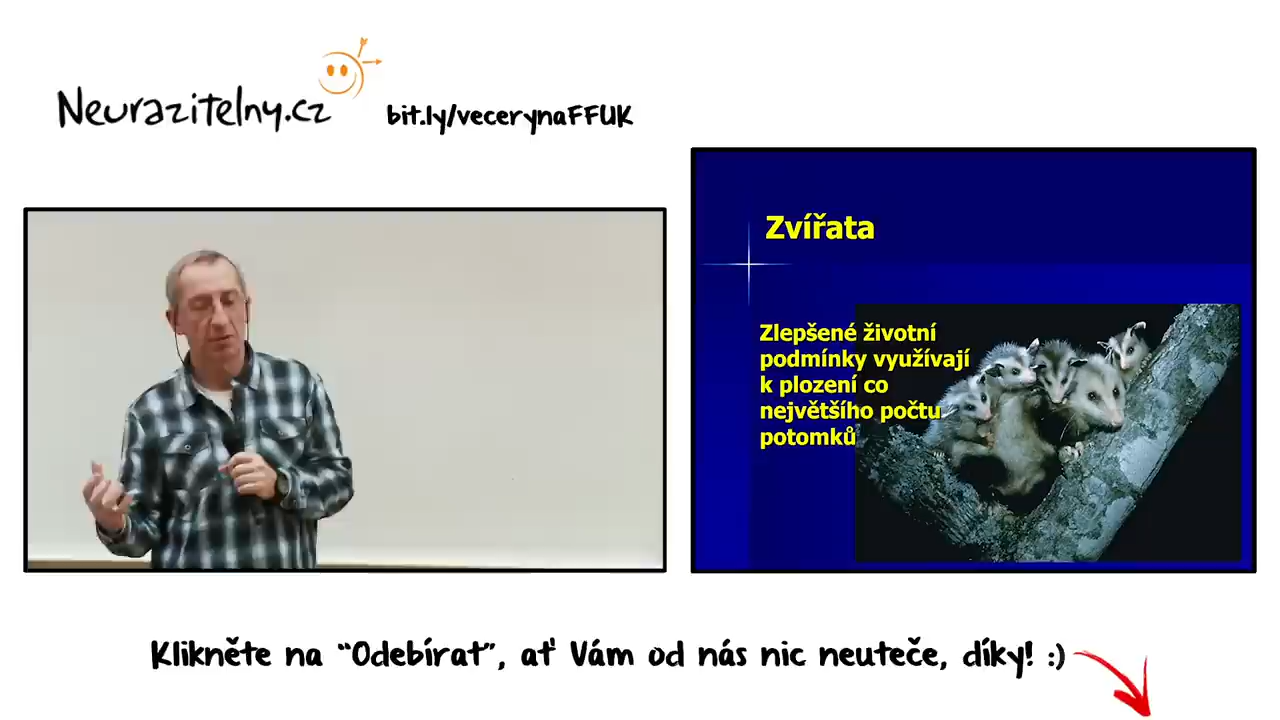 Neurazitelny.cz
bit.ly/vecerynaFFUK
Zvířata
Zlepšené životní
podmínky využívají
k plození co
největšího počtu
potomků
Klikněte na “Odebírat”, ať Vám od nás nic neuteče, díky! :)